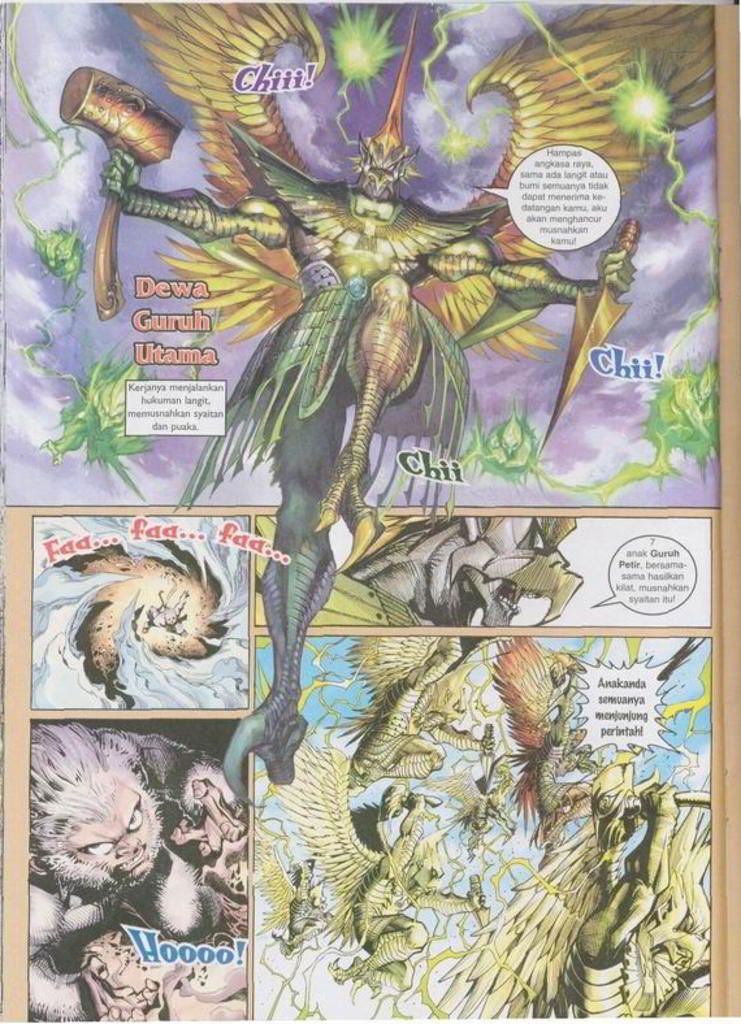 Chiii!
Hampas
angkasa raya,
sama ada langit atau
bumi semuanya tidak
dapat menerima ke-
datangan kamu, aku
akan menghancur
musnahkan
kamu!
Dewa
Guruh
Utama
Kerjanya menjalankan
hukuman langit,
memusnahkan syaitan
dan puaka.
Chii!
Chii
Faa... faa... faa...
7
anak Guruh
Petir, bersama-
sama hasilkan
kilat, musnahkan
syaitan itu!
Anakanda
semuanya
menjunjung
perintah!
Hoooo!